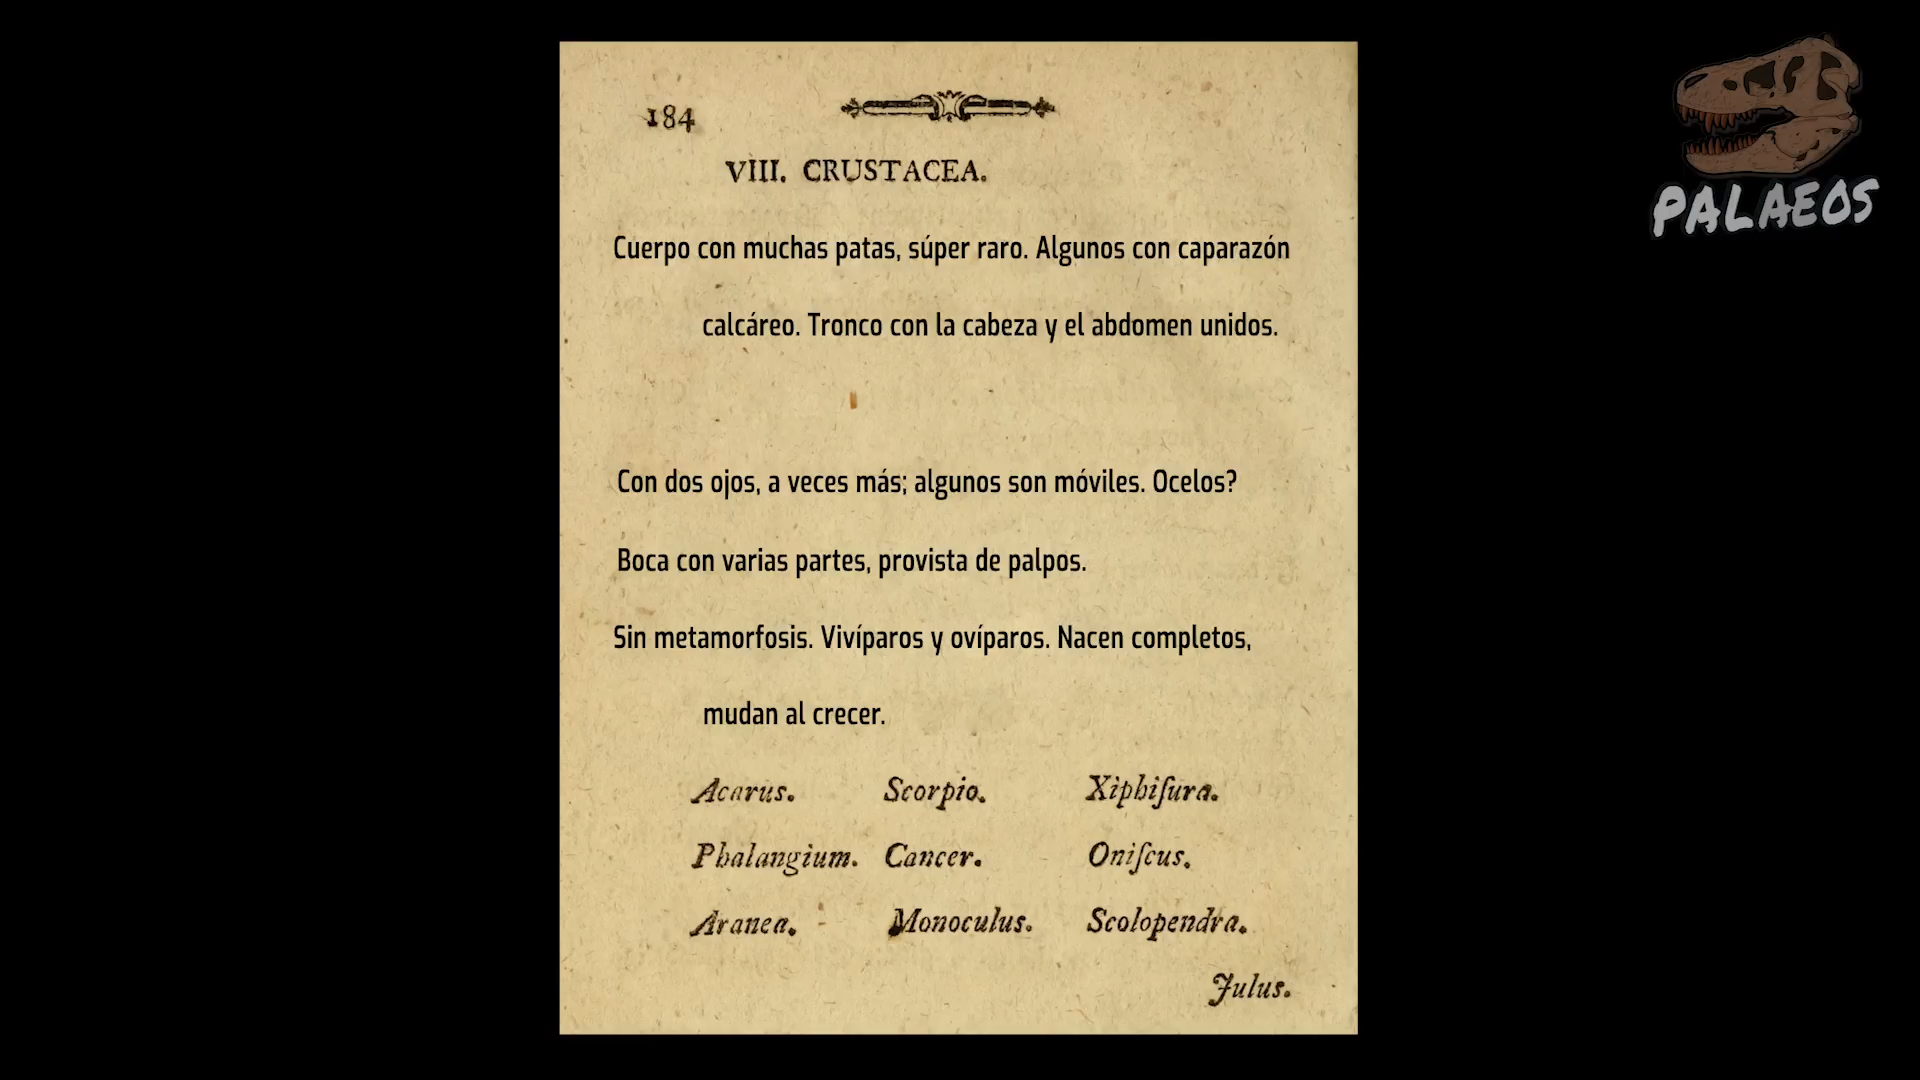 184
VIII. CRUSTACEA.
Cuerpo con muchas patas, súper raro. Algunos con caparazón
calcáreo. Tronco con la cabeza y el abdomen unidos.
Con dos ojos, a veces más; algunos son móviles. Ocelos?
Boca con varias partes, provista de palpos.
Sin metamorfosis. Vivíparos y ovíparos. Nacen completos,
mudan al crecer.
Acarus. Scorpio. Xiphiſura.
Phalangium. Cancer. Oniſcus.
Aranea. Monoculus. Scolopendra.
Julus.
PALAEOS